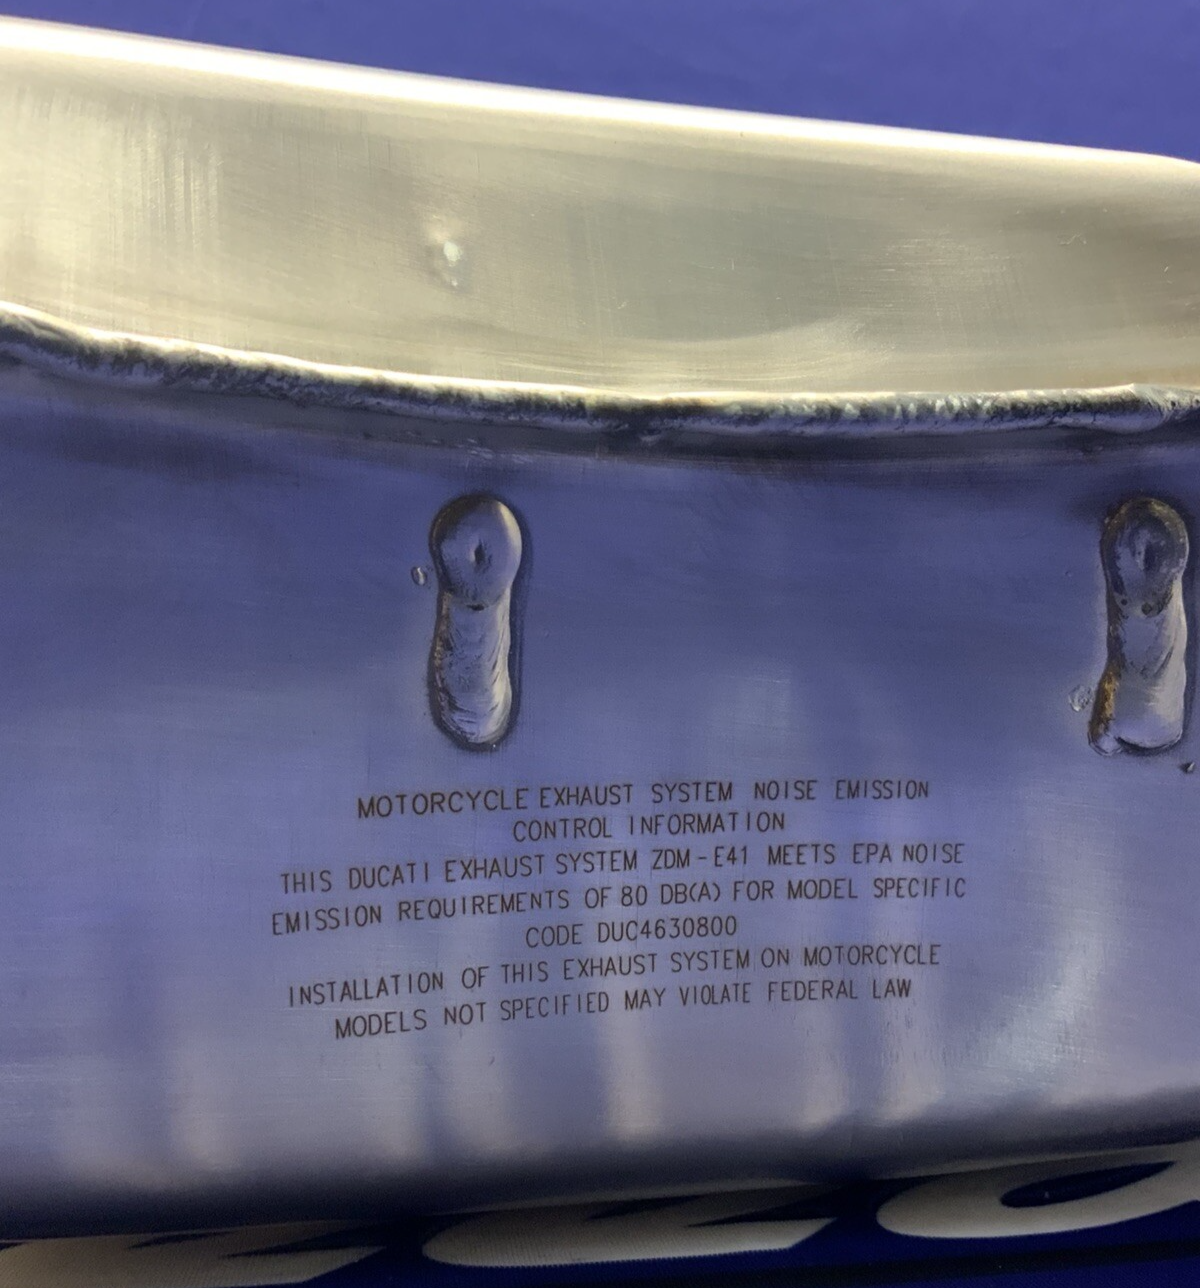 MOTORCYCLE EXHAUST SYSTEM NOISE EMISSION
CONTROL INFORMATION
THIS DUCATI EXHAUST SYSTEM ZDM-E41 MEETS EPA NOISE
EMISSION REQUIREMENTS OF 80 DB(A) FOR MODEL SPECIFIC
CODE DUC4630800
INSTALLATION OF THIS EXHAUST SYSTEM ON MOTORCYCLE
MODELS NOT SPECIFIED MAY VIOLATE FEDERAL LAW